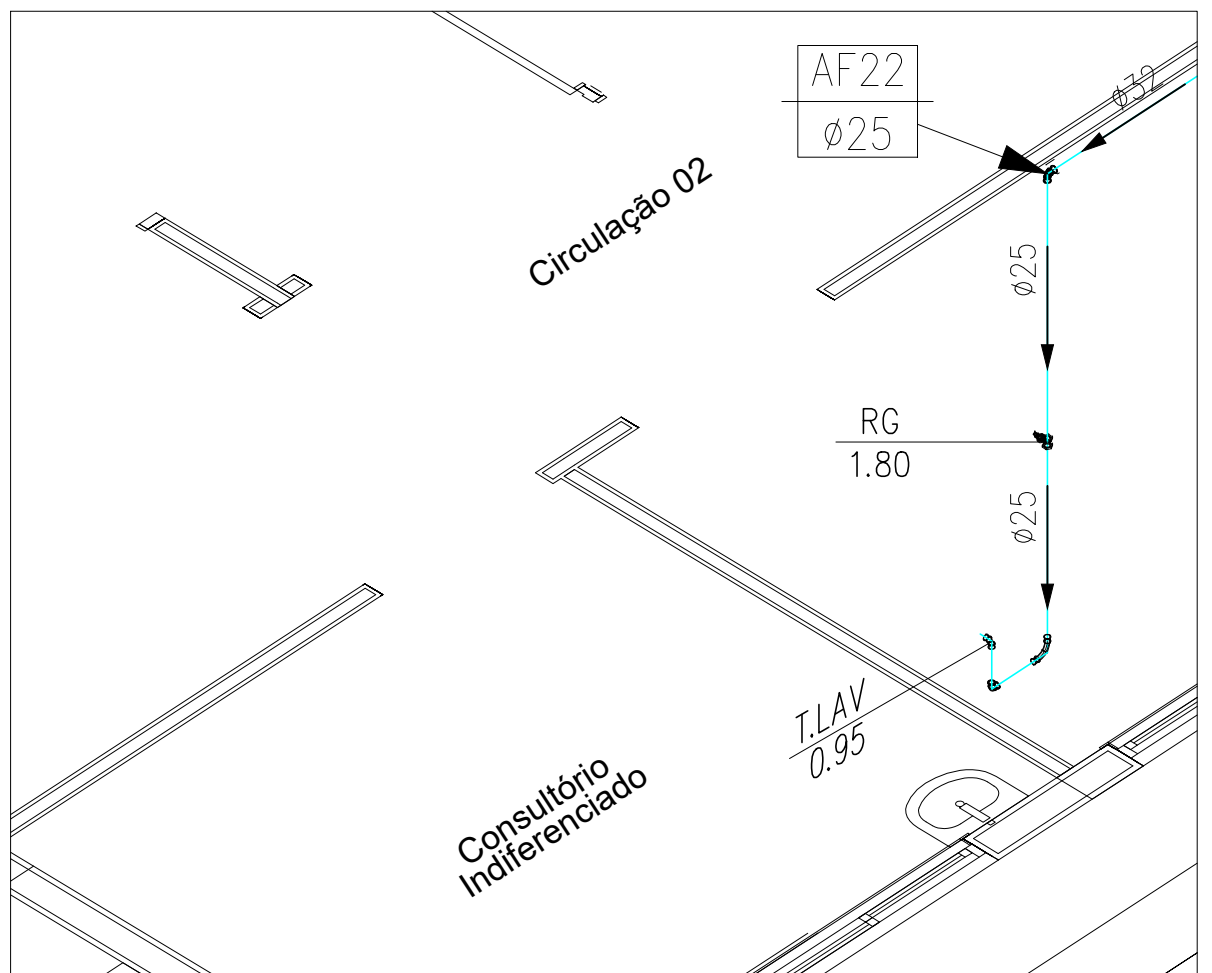 AF22
ø25
ø32
Circulação 02
ø25
RG
1.80
ø25
T.LAV
0.95
Consultório
Indiferenciado